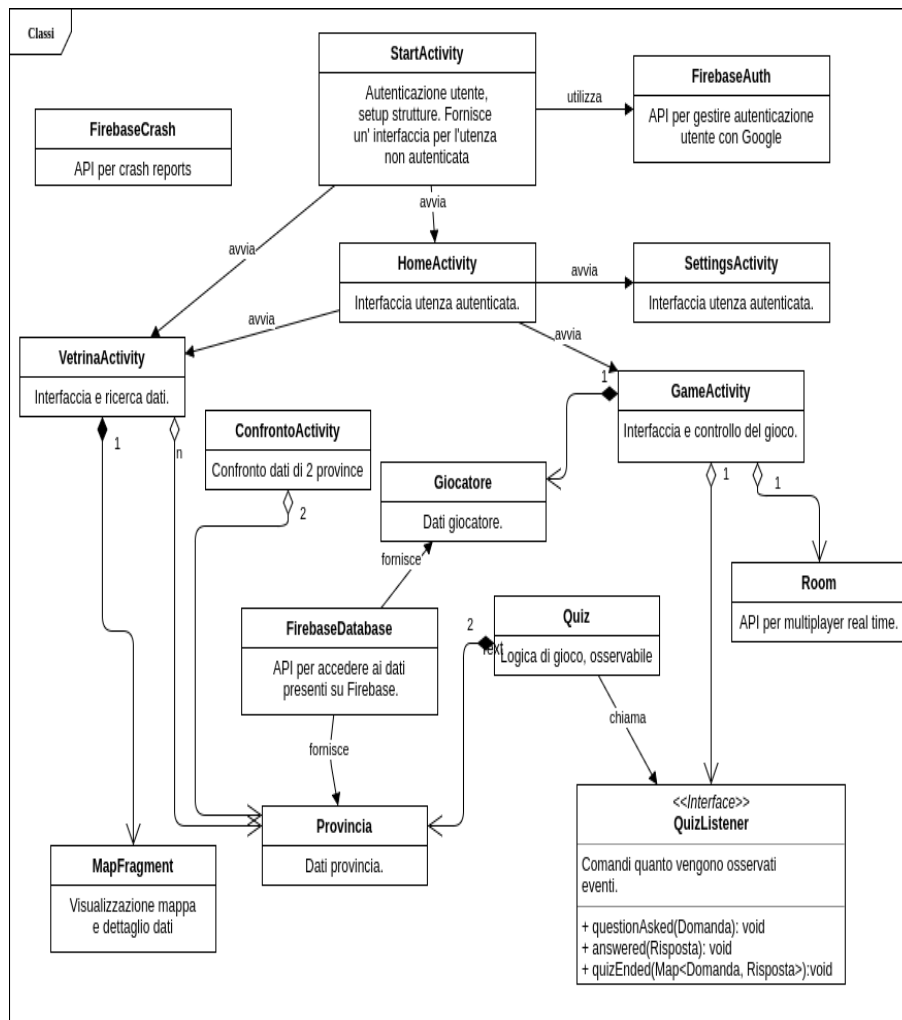 Classi
StartActivity
Autenticazione utente,
setup strutture. Fornisce
un' interfaccia per l'utenza
non autenticata
utilizza
FirebaseAuth
API per gestire autenticazione
utente con Google
FirebaseCrash
API per crash reports
avvia
avvia
HomeActivity
Interfaccia utenza autenticata.
avvia
SettingsActivity
Interfaccia utenza autenticata.
avvia
avvia
VetrinaActivity
Interfaccia e ricerca dati.
1
n
ConfrontoActivity
Confronto dati di 2 province
2
1
GameActivity
Interfaccia e controllo del gioco.
1
1
Giocatore
Dati giocatore.
fornisce
Room
API per multiplayer real time.
FirebaseDatabase
API per accedere ai dati
presenti su Firebase.
fornisce
2
Text
Quiz
Logica di gioco, osservabile
chiama
Provincia
Dati provincia.
MapFragment
Visualizzazione mappa
e dettaglio dati
<<Interface>>
QuizListener
Comandi quanto vengono osservati
eventi.
+ questionAsked(Domanda): void
+ answered(Risposta): void
+ quizEnded(Map<Domanda, Risposta>):void